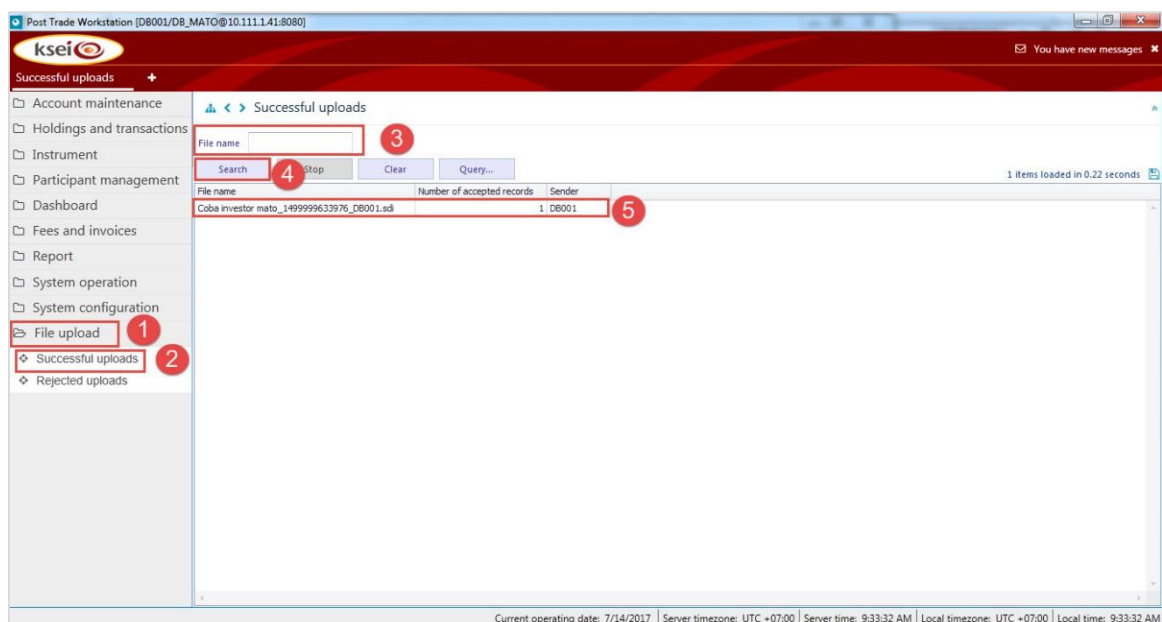 Post Trade Workstation [DB001/DB_MATO@10.111.1.41:8080]
ksei
You have new messages
Successful uploads +
Account maintenance
Holdings and transactions
Instrument
Participant management
Dashboard
Fees and invoices
Report
System operation
System configuration
File upload 1
Successful uploads 2
Rejected uploads
Successful uploads
File name 3
Search 4 Stop Clear Query...
1 items loaded in 0.22 seconds
File name Number of accepted records Sender
Coba investor mato_1499999633976_DB001.sdi 1 DB001 5
Current operating date: 7/14/2017 Server timezone: UTC +07:00 Server time: 9:33:32 AM Local timezone: UTC +07:00 Local time: 9:33:32 AM